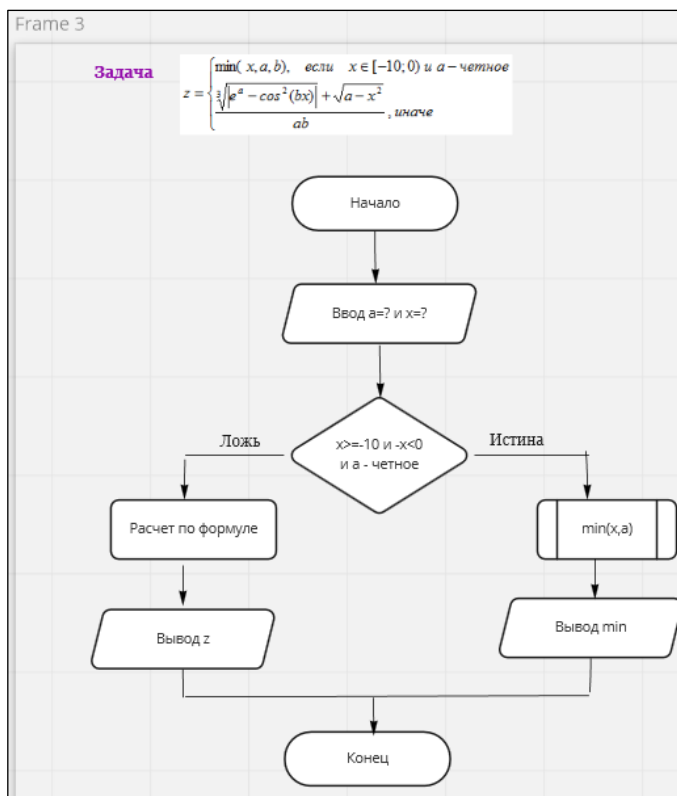 Frame 3
Задача
z = { min( x, a, b), если x ∈ [−10; 0) и a − четное
∛|e^a − cos²(bx)| + √(a − x²)
ab , иначе
Начало
Ввод a=? и x=?
Ложь
x>=-10 и -x<0
и a - четное
Истина
Расчет по формуле
min(x,a)
Вывод z
Вывод min
Конец